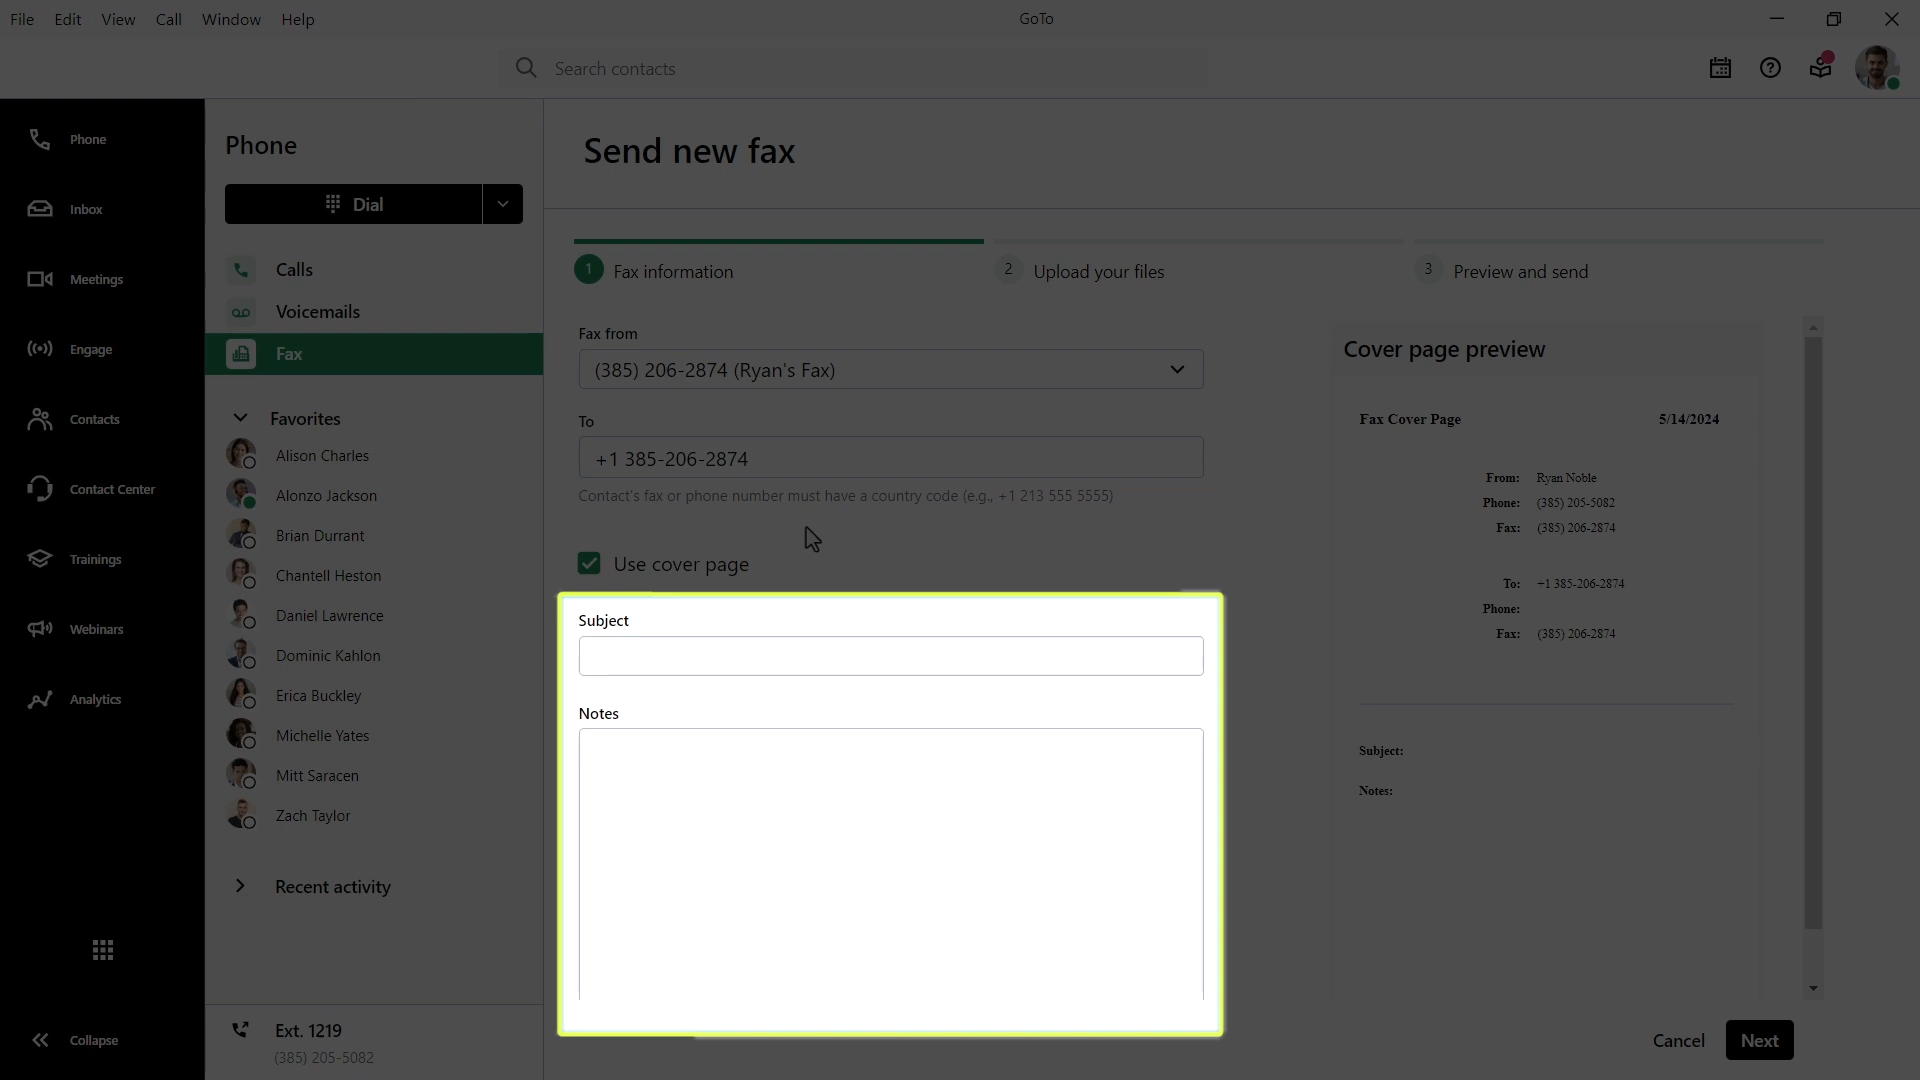 File Edit View Call Window Help
GoTo
Search contacts
Phone
Inbox
Meetings
Engage
Contacts
Contact Center
Trainings
Webinars
Analytics
Collapse
Phone
Dial
Calls
Voicemails
Fax
Favorites
Alison Charles
Alonzo Jackson
Brian Durrant
Chantell Heston
Daniel Lawrence
Dominic Kahlon
Erica Buckley
Michelle Yates
Mitt Saracen
Zach Taylor
Recent activity
Ext. 1219
(385) 205-5082
Send new fax
1 Fax information
2 Upload your files
3 Preview and send
Fax from
(385) 206-2874 (Ryan's Fax)
To
+1 385-206-2874
Contact's fax or phone number must have a country code (e.g., +1 213 555 5555)
Use cover page
Subject
Notes
Cover page preview
Fax Cover Page 5/14/2024
From: Ryan Noble
Phone: (385) 205-5082
Fax: (385) 206-2874
To: +1 385-206-2874
Phone:
Fax: (385) 206-2874
Subject:
Notes:
Cancel Next